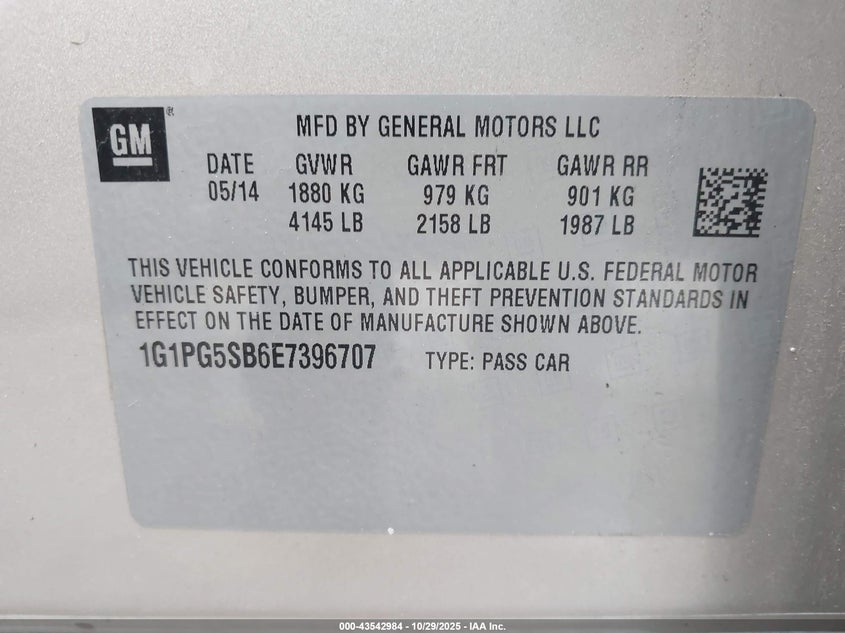 GM ®
MFD BY GENERAL MOTORS LLC
DATE GVWR GAWR FRT GAWR RR
05/14 1880 KG 979 KG 901 KG
4145 LB 2158 LB 1987 LB
THIS VEHICLE CONFORMS TO ALL APPLICABLE U.S. FEDERAL MOTOR
VEHICLE SAFETY, BUMPER, AND THEFT PREVENTION STANDARDS IN
EFFECT ON THE DATE OF MANUFACTURE SHOWN ABOVE.
1G1PG5SB6E7396707 TYPE: PASS CAR
000-43542984 - 10/29/2025 - IAA Inc.